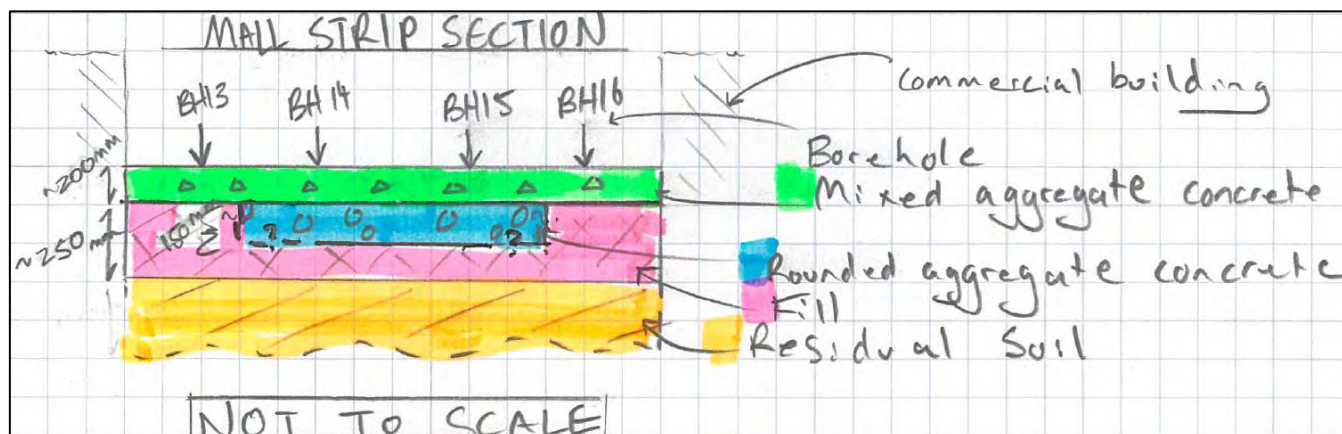 MALL STRIP SECTION
BH13
BH14
BH15
BH16
commercial building
~200mm
Borehole
Mixed aggregate concrete
~250mm
~150mm
?
?
Rounded aggregate concrete
Fill
Residual Soil
NOT TO SCALE